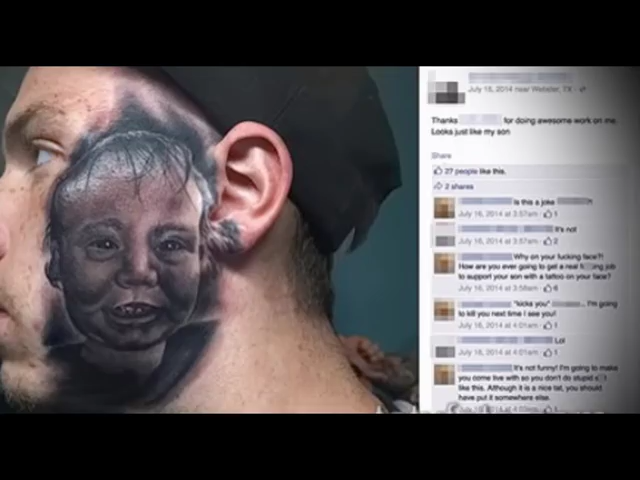 July 16, 2014 near Webster, TX
Thanks for doing awesome work on me.
Looks just like my son
Share
27 people like this.
2 shares
Is this a joke ?!
July 16, 2014 at 3:57am · 1
It's not
July 16, 2014 at 3:57am · 2
Why on your fucking face?!
How are you ever going to get a real f ing job
to support your son with a tattoo on your face?
July 16, 2014 at 3:58am · 6
"kicks you" ... I'm going
to kill you next time I see you!
July 16, 2014 at 4:01am · 1
Lol
July 16, 2014 at 4:01am · 1
It's not funny! I'm going to make
you come live with so you don't do stupid
like this. Although it is a nice tat, you should
have put it somewhere else.